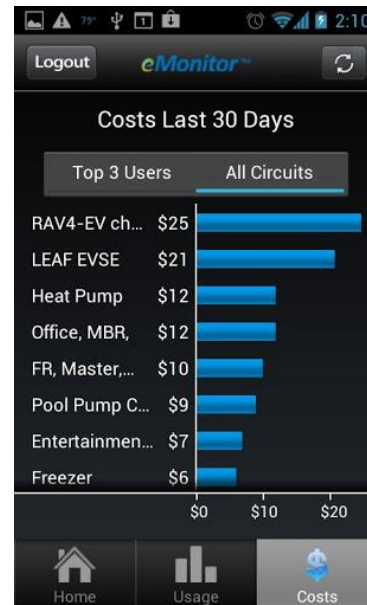 79° 1 2:10
Logout eMonitor™
Costs Last 30 Days
Top 3 Users All Circuits
RAV4-EV ch... $25
LEAF EVSE $21
Heat Pump $12
Office, MBR, $12
FR, Master,... $10
Pool Pump C... $9
Entertainmen... $7
Freezer $6
$0 $10 $20
Home Usage Costs